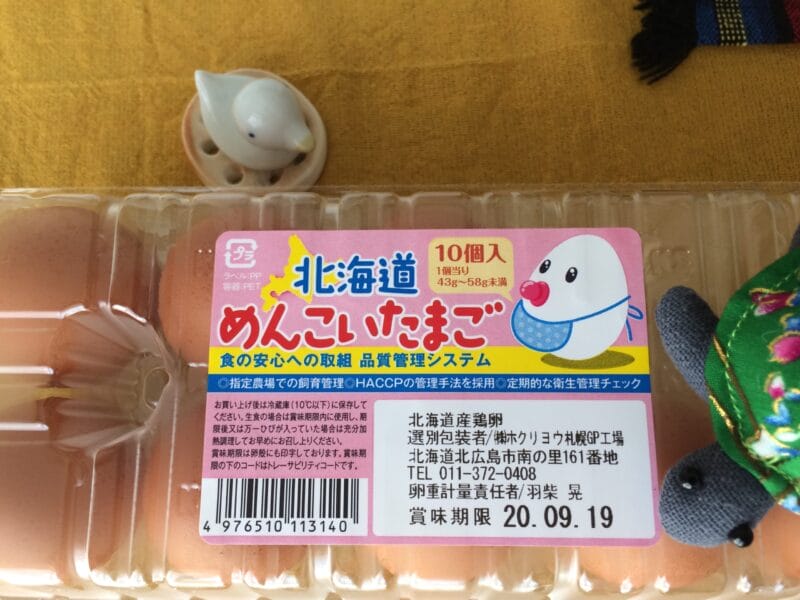 プラ
ラベル:PP
容器:PET
北海道
10個入
1個当り
43g~58g未満
めんこいたまご
食の安心への取組 品質管理システム
◎指定農場での飼育管理◎HACCPの管理手法を採用◎定期的な衛生管理チェック
お買い上げ後は冷蔵庫(10℃以下)に保存して
ください。生食の場合は賞味期限内に使用し、期
限後又は万一ひびが入っていた場合は充分加
熱調理してお早めにお召し上りください。
賞味期限は卵殻にも印字しております。賞味期
限の下のコードはトレーサビリティコードです。
4 976510 113140
北海道産鶏卵
選別包装者/㈱ホクリヨウ札幌GP工場
北海道北広島市南の里161番地
TEL 011-372-0408
卵重計量責任者/羽柴 晃
賞味期限 20.09.19